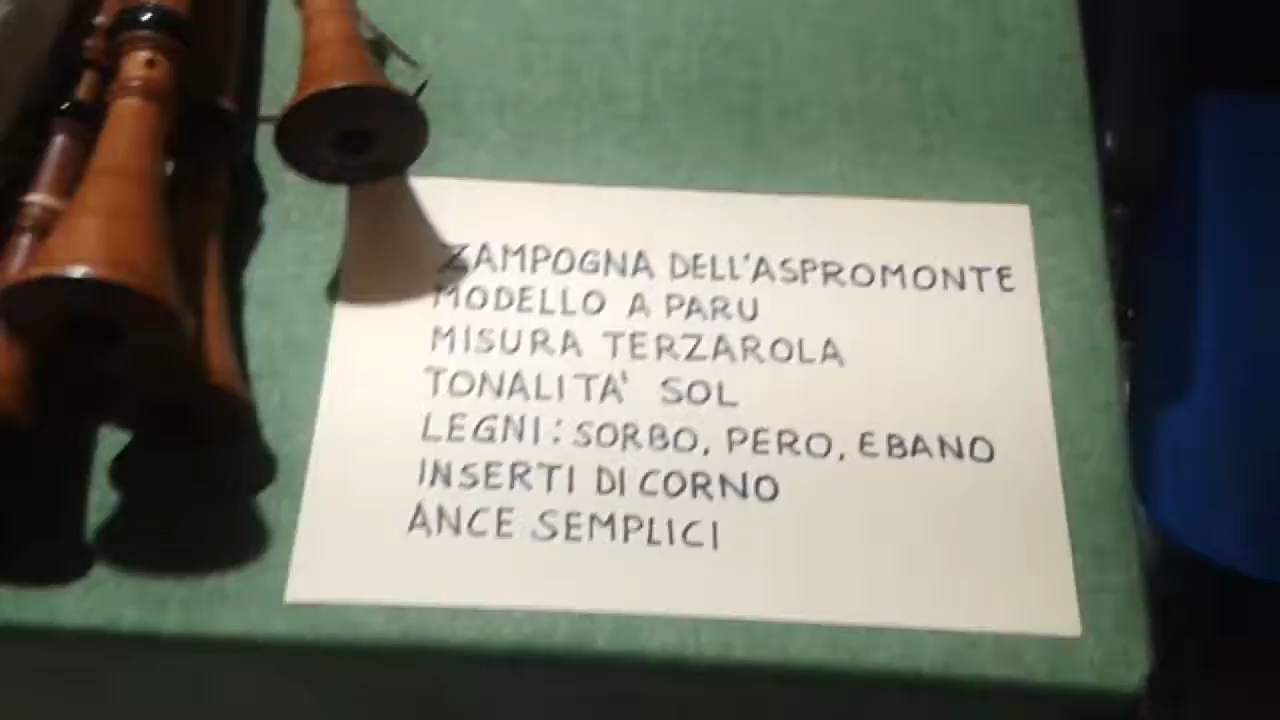 ZAMPOGNA DELL'ASPROMONTE
MODELLO A PARU
MISURA TERZAROLA
TONALITA' SOL
LEGNI: SORBO, PERO, EBANO
INSERTI DI CORNO
ANCE SEMPLICI